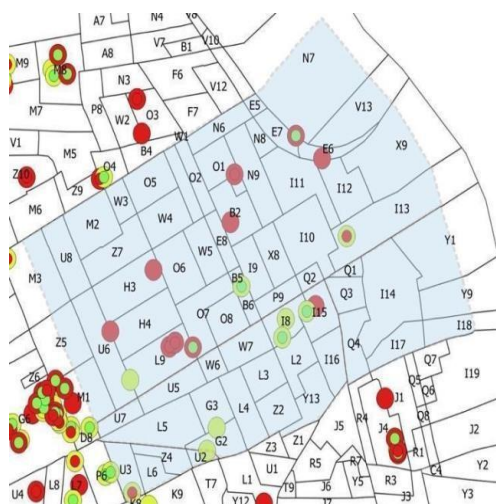 A7 N4 V8
M9 M8 A8 V7 B1 V10
N7
N3 F6
M7 P8 W2 O3 F7 V12 E5 V13
V1 M5 B4 W1 N6 N8 E7 X9
Z10 Z9 O4 O5 O2 O1 N9 I11 E6 I12
M6 M2 W3 W4 B2 I13
M3 U8 Z7 W5 E8 X8 I10 Y1
H3 O6 I9 Q2 Q1
B5 P9 Q3 I14 Y9
Z5 H4 O7 O8 B6 I8 I15 I18
U6 L9 W6 W7 L2 I16 Q4 I17
Z6 U5 L3 Q7 I19
M1 Y13 Q5 Q6
G6 U7 G3 L4 Z2 R4 J1 Q8
D8 L5 G2 J5 J4
J2 Z4 U2 Z3 Z1 R7 R1 Y3
U4 L8 L7 P6 U3 L6 T7 U1 R5 C4
K8 K9 L1 T9 Y5 R3 Y2
Y12 J7 J3